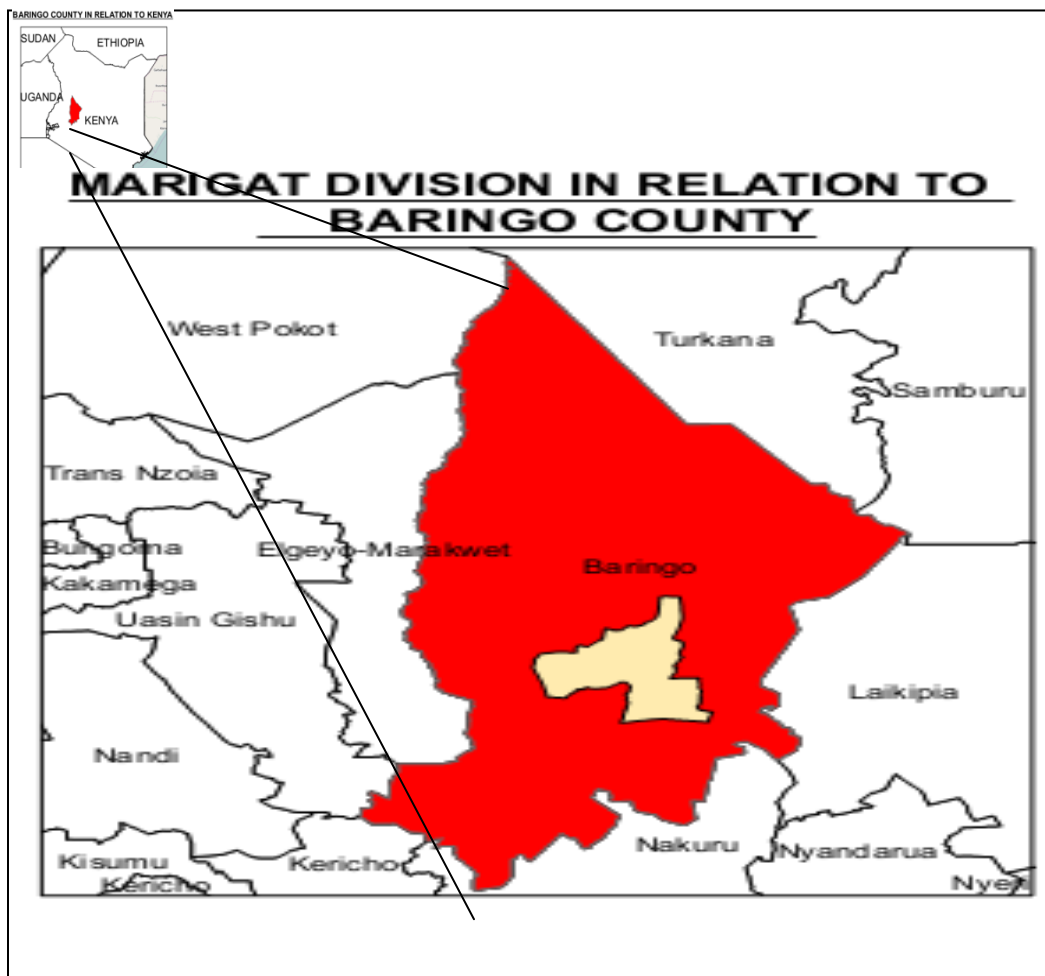 BARINGO COUNTY IN RELATION TO KENYA
SUDAN
ETHIOPIA
UGANDA
KENYA
MARIGAT DIVISION IN RELATION TO
BARINGO COUNTY
West Pokot
Turkana
Samburu
Trans Nzoia
Bungoma
Elgeyo-Marakwet
Baringo
Kakamega
Uasin Gishu
Laikipia
Nandi
Nakuru
Nyandarua
Kisumu
Kericho
Kericho
Nyeri